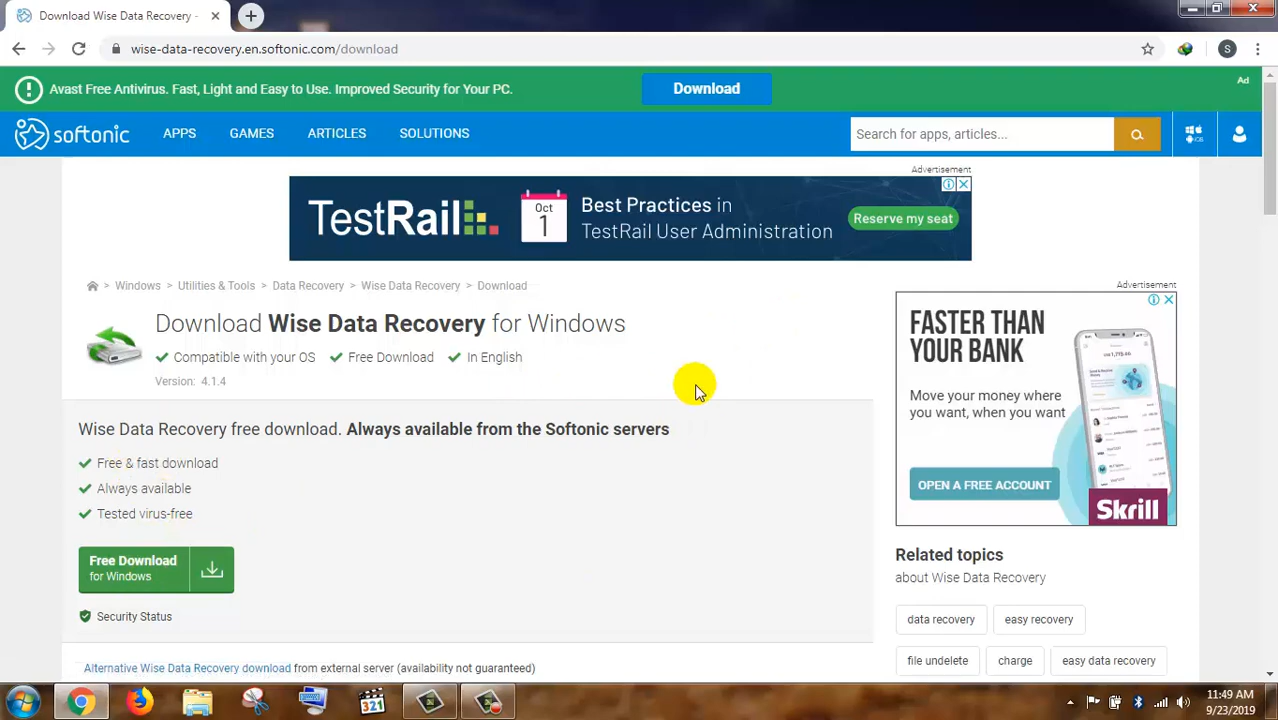 Download Wise Data Recovery -
wise-data-recovery.en.softonic.com/download
S
Avast Free Antivirus. Fast, Light and Easy to Use. Improved Security for Your PC.
Download
Ad
softonic
APPS
GAMES
ARTICLES
SOLUTIONS
Search for apps, articles...
Advertisement
TestRail
Oct
1
Best Practices in
TestRail User Administration
Reserve my seat
Windows > Utilities & Tools > Data Recovery > Wise Data Recovery > Download
Advertisement
Download Wise Data Recovery for Windows
Compatible with your OS
Free Download
In English
Version: 4.1.4
FASTER THAN
YOUR BANK
Move your money where
you want, when you want
OPEN A FREE ACCOUNT
Skrill
Wise Data Recovery free download. Always available from the Softonic servers
Free & fast download
Always available
Tested virus-free
Free Download
for Windows
Security Status
Alternative Wise Data Recovery download from external server (availability not guaranteed)
Related topics
about Wise Data Recovery
data recovery
easy recovery
file undelete
charge
easy data recovery
321
11:49 AM
9/23/2019